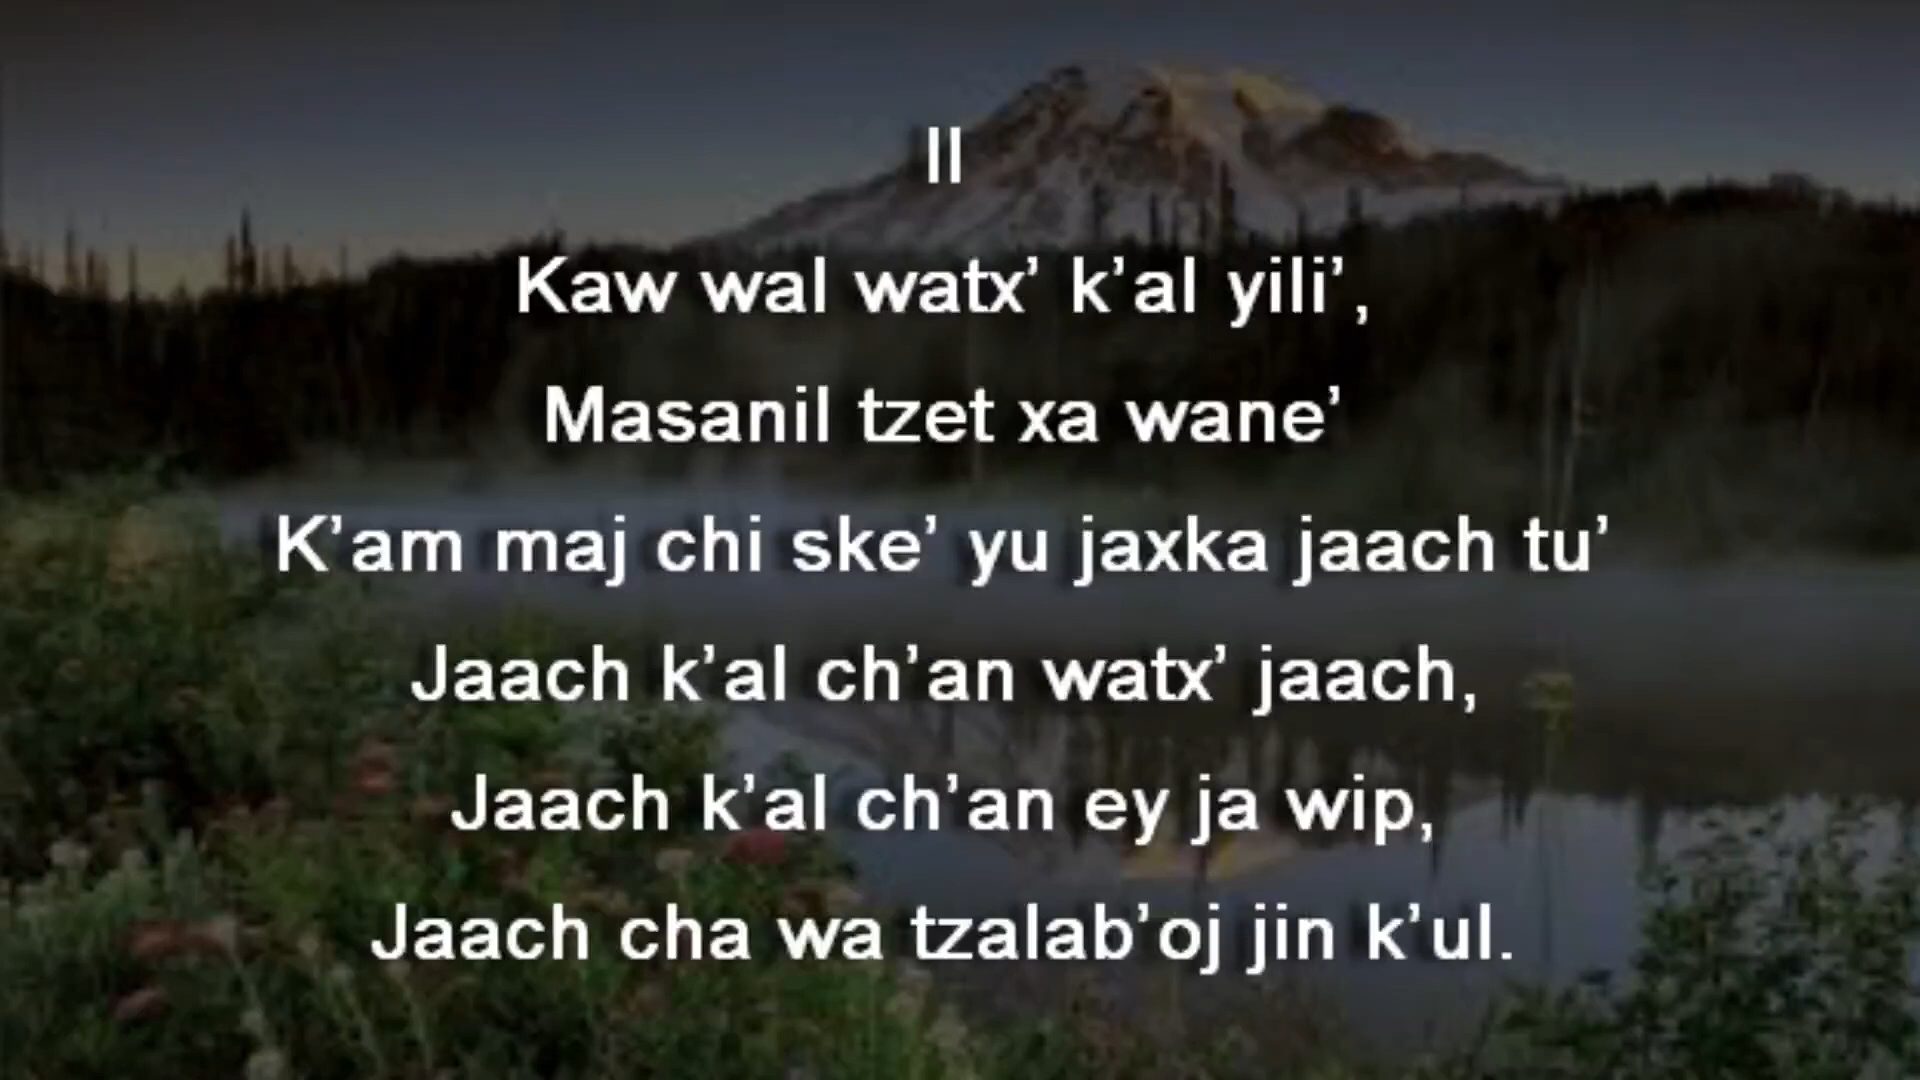 II
Kaw wal watx’ k’al yili’,
Masanil tzet xa wane’
K’am maj chi ske’ yu jaxka jaach tu’
Jaach k’al ch’an watx’ jaach,
Jaach k’al ch’an ey ja wip,
Jaach cha wa tzalab’oj jin k’ul.